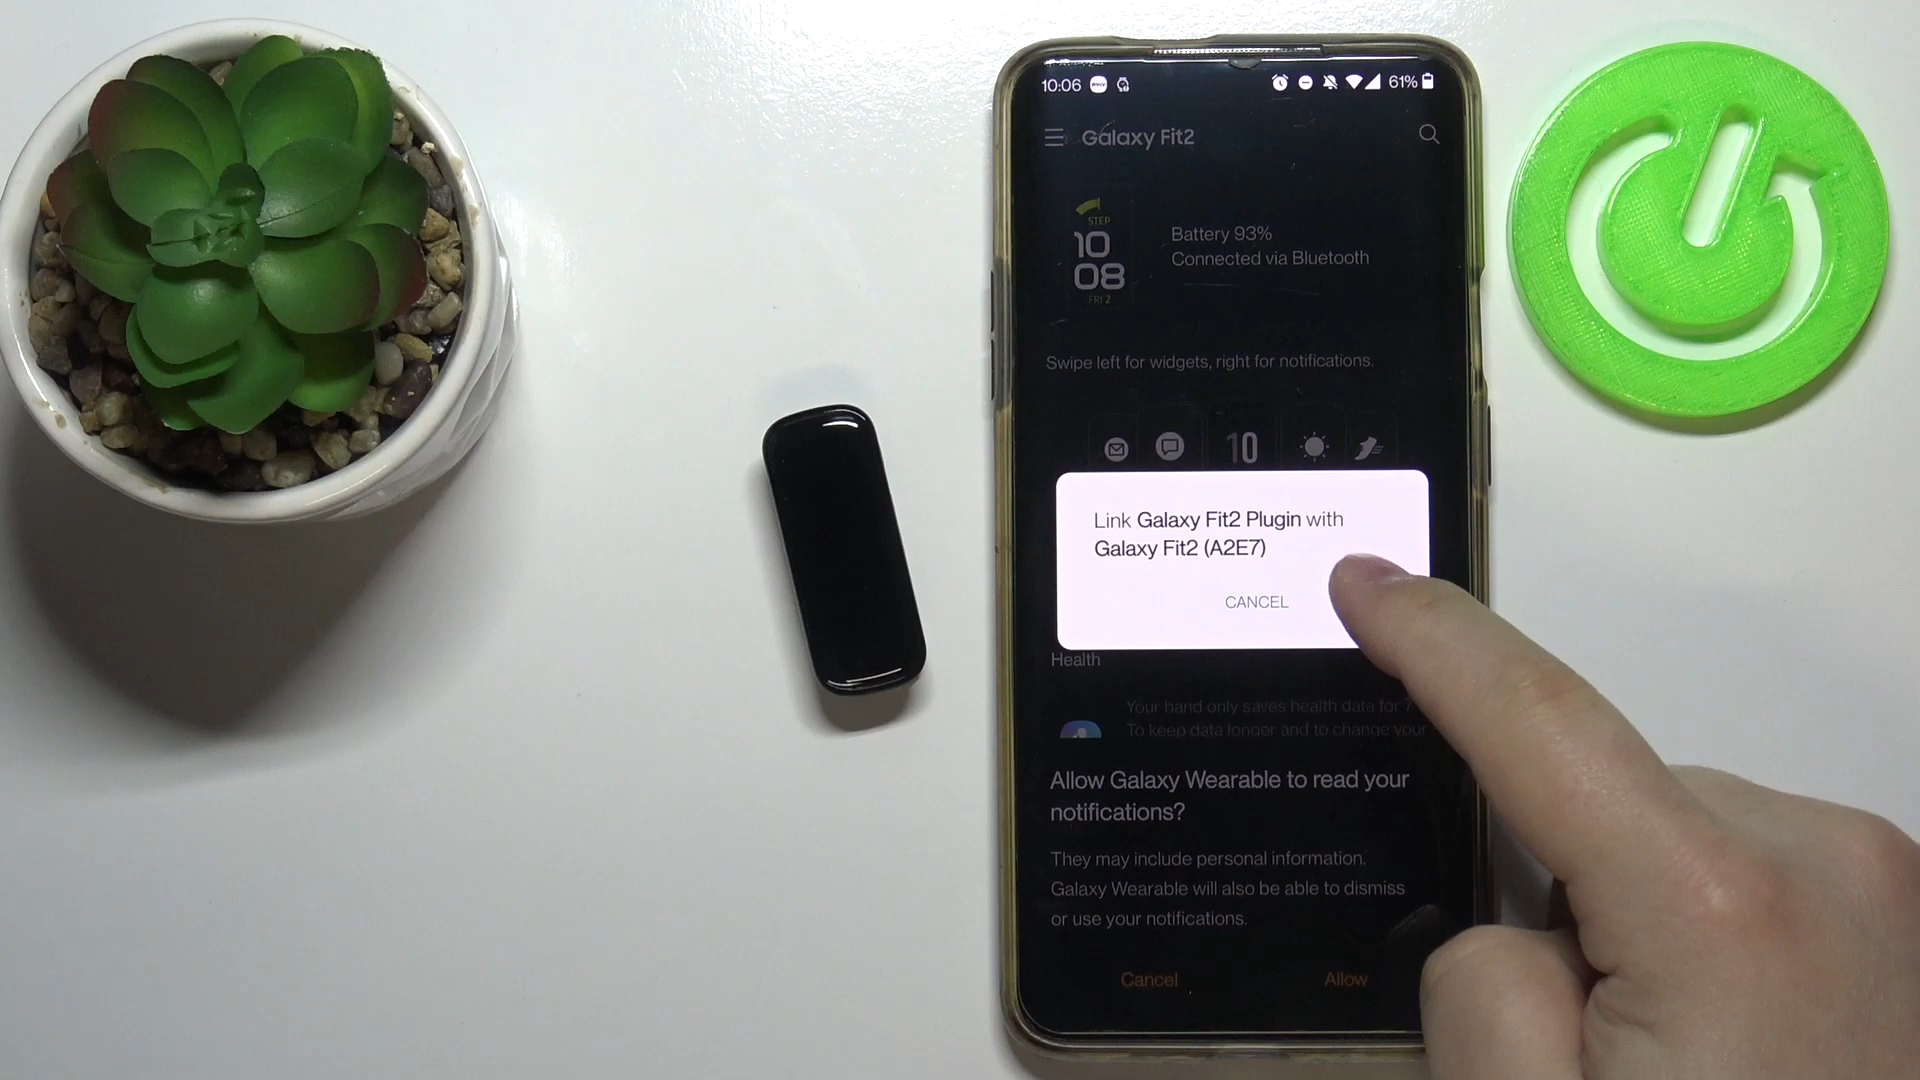 10:06
61%
Galaxy Fit2
STEP
10
08
FRI 2
Battery 93%
Connected via Bluetooth
Swipe left for widgets, right for notifications.
10
Link Galaxy Fit2 Plugin with
Galaxy Fit2 (A2E7)
CANCEL
Health
Your band only saves health data for 7
To keep data longer and to change your
Allow Galaxy Wearable to read your
notifications?
They may include personal information.
Galaxy Wearable will also be able to dismiss
or use your notifications.
Cancel
Allow